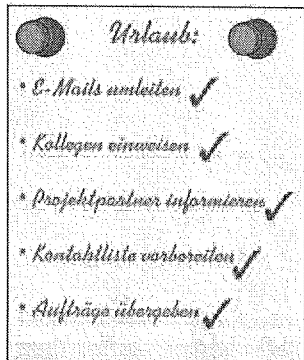 Urlaub:
• E-Mails umleiten ✓
• Kollegen einweisen ✓
• Projektpartner informieren ✓
• Kontaktliste vorbereiten ✓
• Aufträge übergeben ✓